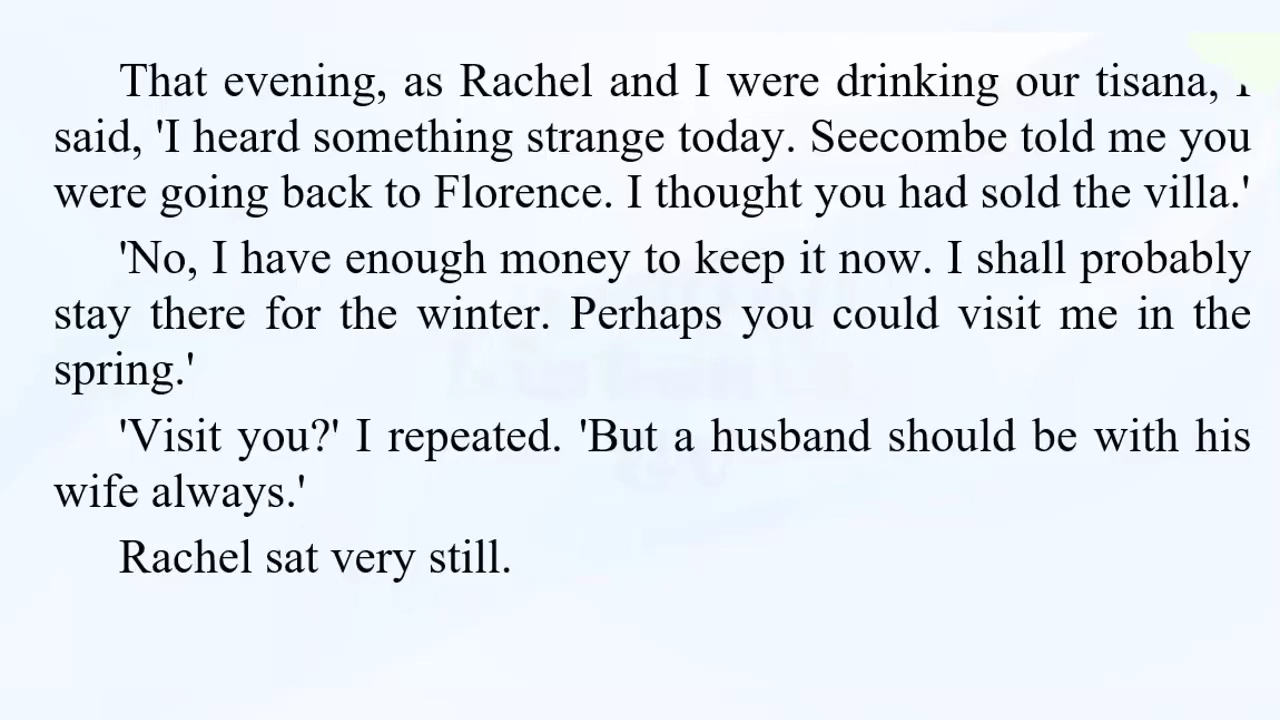 That evening, as Rachel and I were drinking our tisana, I
said, 'I heard something strange today. Seecombe told me you
were going back to Florence. I thought you had sold the villa.'
'No, I have enough money to keep it now. I shall probably
stay there for the winter. Perhaps you could visit me in the
spring.'
'Visit you?' I repeated. 'But a husband should be with his
wife always.'
Rachel sat very still.